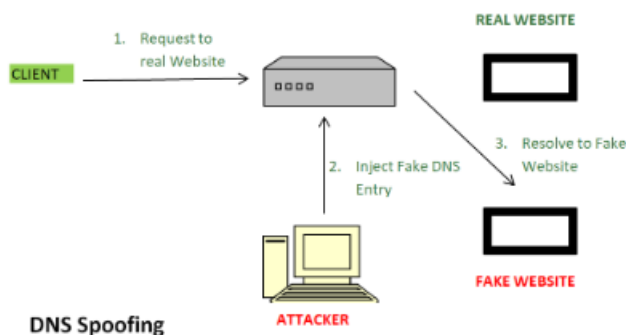 REAL WEBSITE
1. Request to
real Website
CLIENT
3. Resolve to Fake
Website
2. Inject Fake DNS
Entry
FAKE WEBSITE
ATTACKER
DNS Spoofing